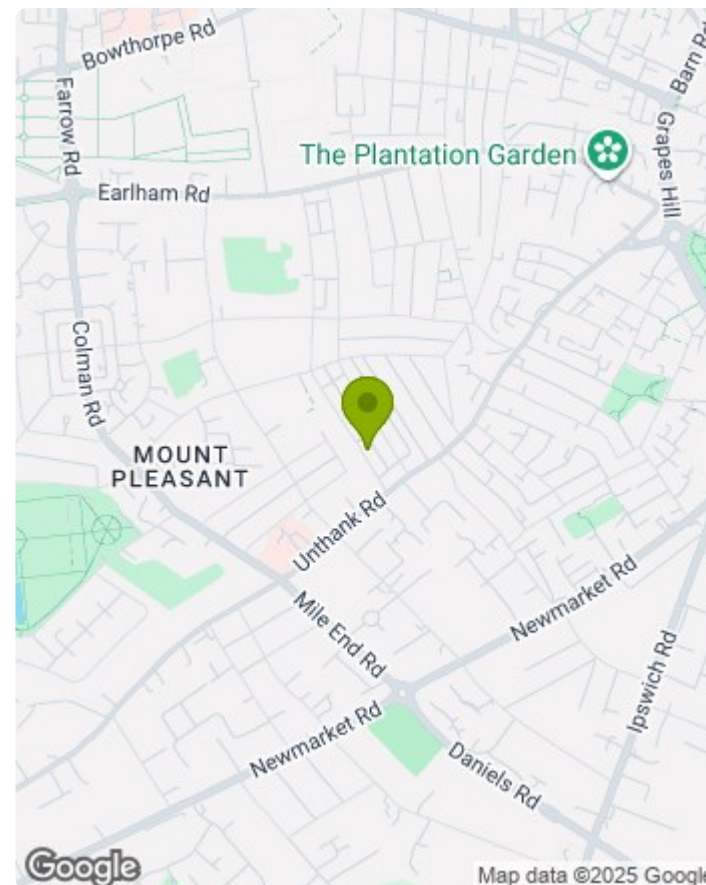 Bowthorpe Rd
Barn Rd
Farrow Rd
The Plantation Garden
Grapes Hill
Earlham Rd
Colman Rd
MOUNT
PLEASANT
Unthank Rd
Mile End Rd
Newmarket Rd
Ipswich Rd
Newmarket Rd
Daniels Rd
Google
Map data ©2025 Google